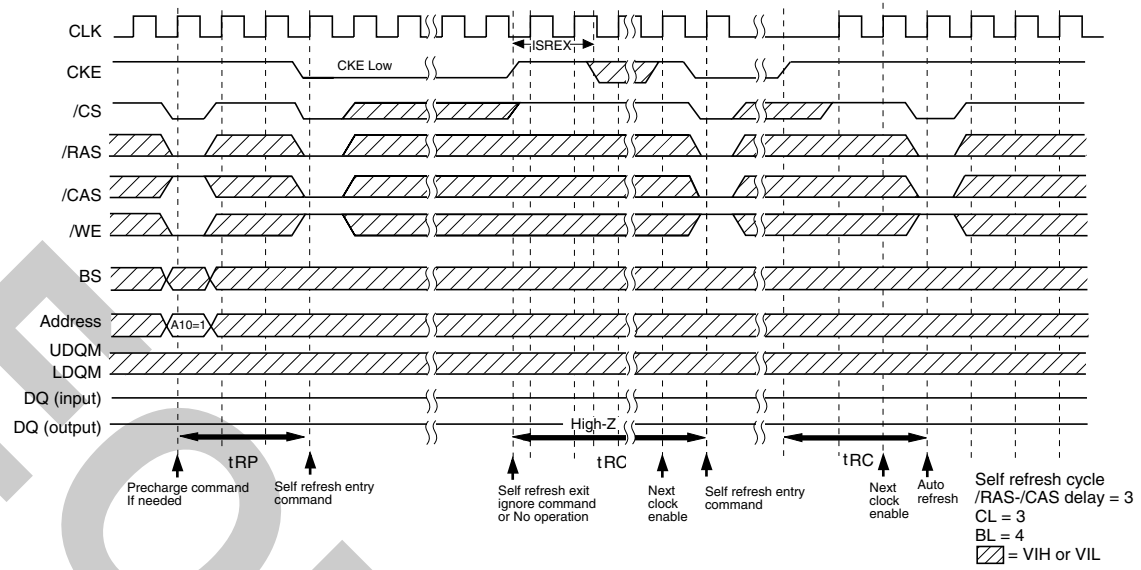 CLK
ISREX
CKE
CKE Low
/CS
/RAS
/CAS
/WE
BS
Address
A10=1
UDQM
LDQM
DQ (input)
DQ (output)
High-Z
tRP
tRC
tRC
Precharge command
If needed
Self refresh entry
command
Self refresh exit
ignore command
or No operation
Next
clock
enable
Self refresh entry
command
Next
clock
enable
Auto
refresh
Self refresh cycle
/RAS-/CAS delay = 3
CL = 3
BL = 4
= VIH or VIL